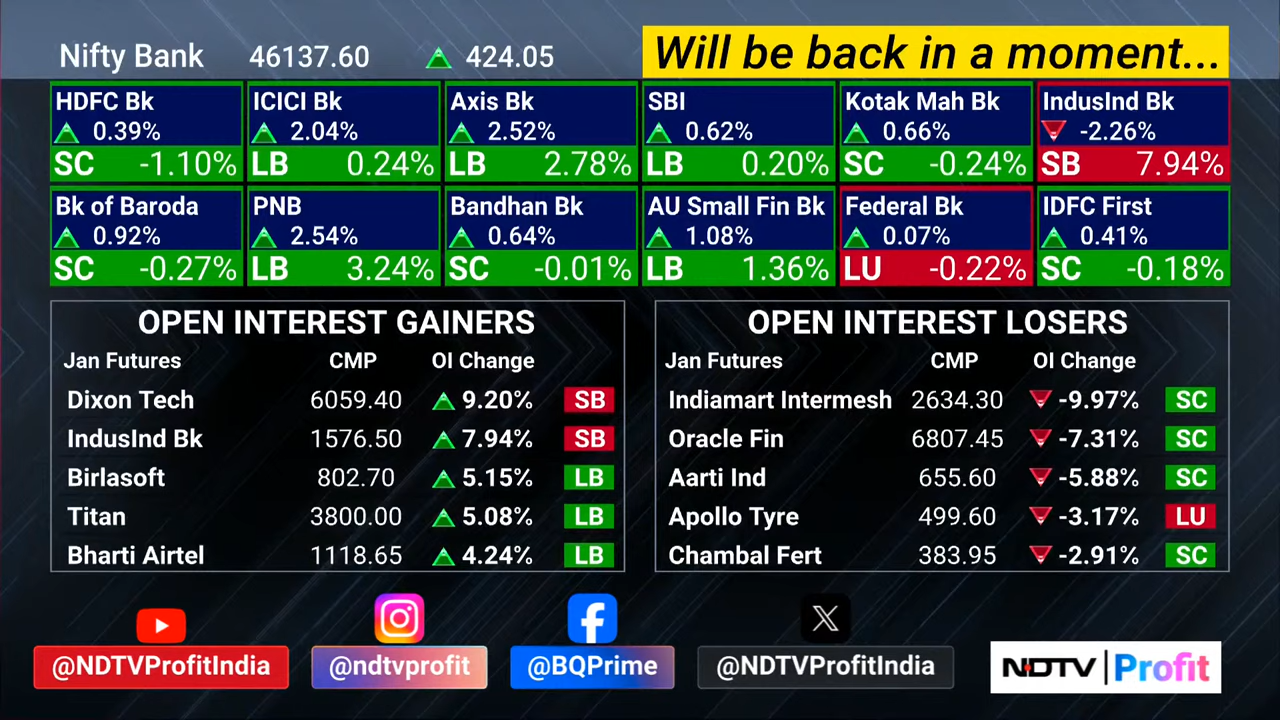 Nifty Bank 46137.60 424.05 Will be back in a moment...
HDFC Bk ICICI Bk Axis Bk SBI Kotak Mah Bk IndusInd Bk
0.39% 2.04% 2.52% 0.62% 0.66% -2.26%
SC -1.10% LB 0.24% LB 2.78% LB 0.20% SC -0.24% SB 7.94%
Bk of Baroda PNB Bandhan Bk AU Small Fin Bk Federal Bk IDFC First
0.92% 2.54% 0.64% 1.08% 0.07% 0.41%
SC -0.27% LB 3.24% SC -0.01% LB 1.36% LU -0.22% SC -0.18%
OPEN INTEREST GAINERS
Jan Futures CMP OI Change
Dixon Tech 6059.40 9.20% SB
IndusInd Bk 1576.50 7.94% SB
Birlasoft 802.70 5.15% LB
Titan 3800.00 5.08% LB
Bharti Airtel 1118.65 4.24% LB
OPEN INTEREST LOSERS
Jan Futures CMP OI Change
Indiamart Intermesh 2634.30 -9.97% SC
Oracle Fin 6807.45 -7.31% SC
Aarti Ind 655.60 -5.88% SC
Apollo Tyre 499.60 -3.17% LU
Chambal Fert 383.95 -2.91% SC
@NDTVProfitIndia @ndtvprofit @BQPrime @NDTVProfitIndia NDTV Profit